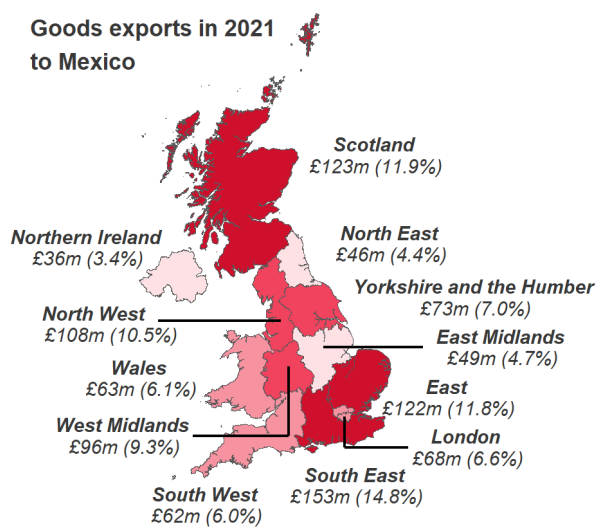 Goods exports in 2021
to Mexico
Scotland
£123m (11.9%)
Northern Ireland
£36m (3.4%)
North East
£46m (4.4%)
Yorkshire and the Humber
£73m (7.0%)
North West
£108m (10.5%)
East Midlands
£49m (4.7%)
Wales
£63m (6.1%)
East
£122m (11.8%)
West Midlands
£96m (9.3%)
London
£68m (6.6%)
South East
£153m (14.8%)
South West
£62m (6.0%)